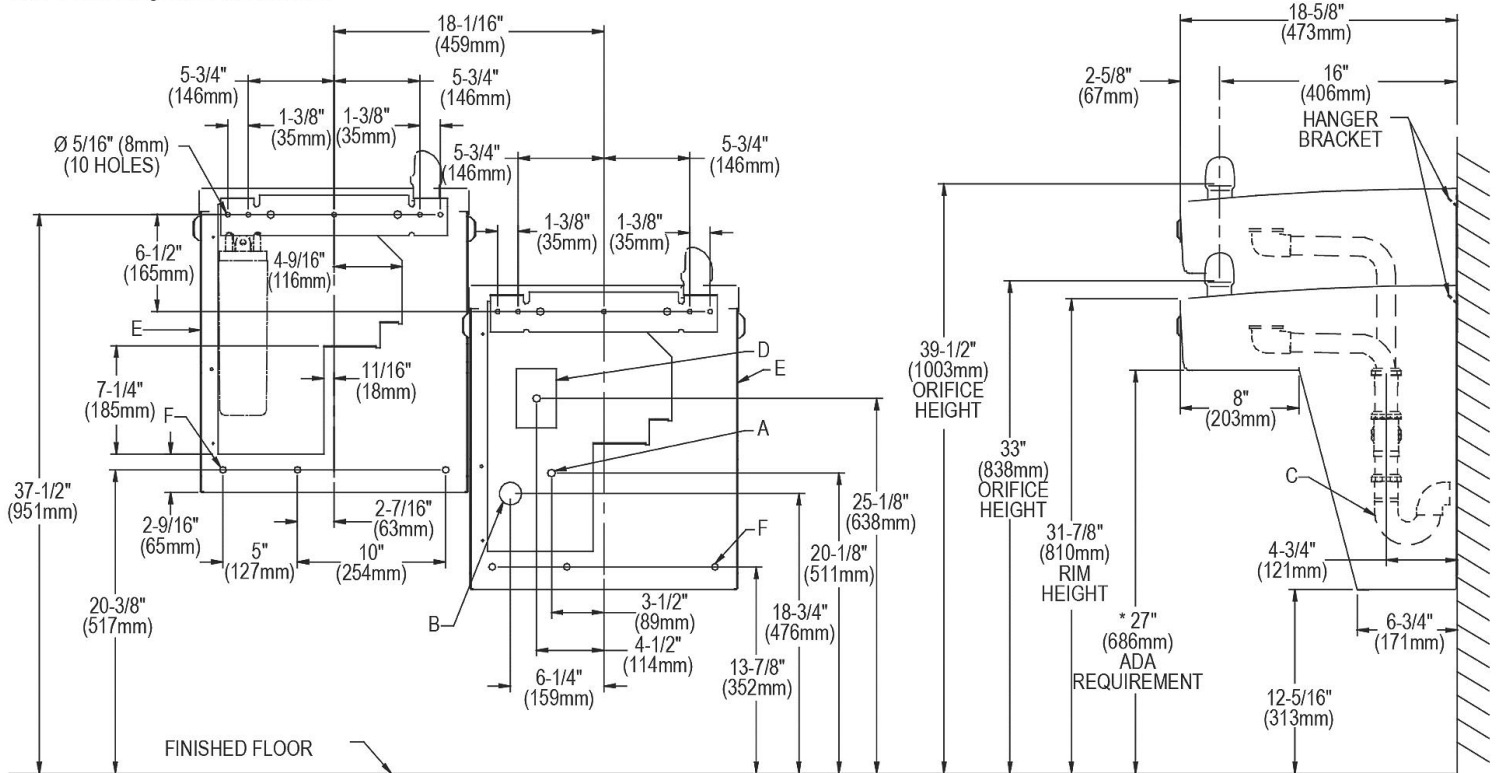 18-1/16"
(459mm)
5-3/4"
(146mm)
5-3/4"
(146mm)
1-3/8"
(35mm)
1-3/8"
(35mm)
Ø 5/16" (8mm)
(10 HOLES)
5-3/4"
(146mm)
5-3/4"
(146mm)
1-3/8"
(35mm)
1-3/8"
(35mm)
6-1/2"
(165mm)
4-9/16"
(116mm)
E
D
E
11/16"
(18mm)
7-1/4"
(185mm)
F
A
37-1/2"
(951mm)
2-9/16"
(65mm)
2-7/16"
(63mm)
5"
(127mm)
10"
(254mm)
25-1/8"
(638mm)
F
20-1/8"
(511mm)
20-3/8"
(517mm)
B
3-1/2"
(89mm)
18-3/4"
(476mm)
4-1/2"
(114mm)
6-1/4"
(159mm)
13-7/8"
(352mm)
FINISHED FLOOR
18-5/8"
(473mm)
2-5/8"
(67mm)
16"
(406mm)
HANGER
BRACKET
39-1/2"
(1003mm)
ORIFICE
HEIGHT
8"
(203mm)
33"
(838mm)
ORIFICE
HEIGHT
C
31-7/8"
(810mm)
RIM
HEIGHT
4-3/4"
(121mm)
* 27"
(686mm)
ADA
REQUIREMENT
6-3/4"
(171mm)
12-5/16"
(313mm)